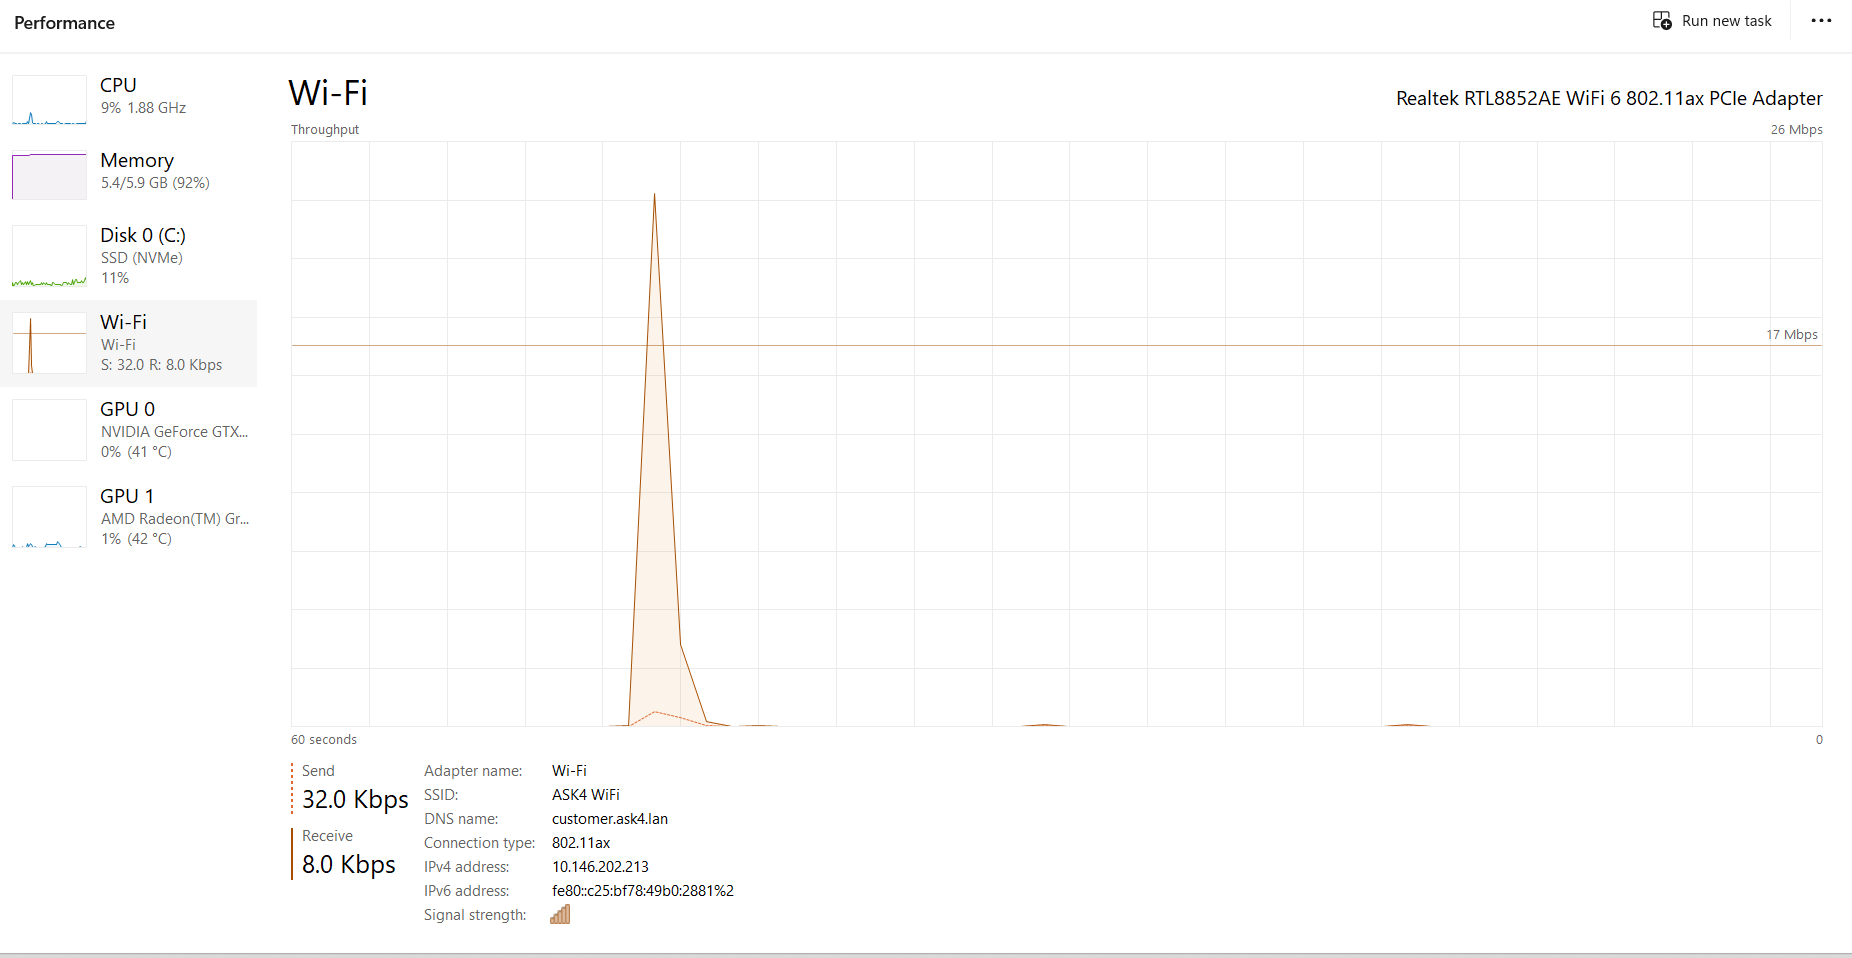 Performance
Run new task
CPU
9% 1.88 GHz
Memory
5.4/5.9 GB (92%)
Disk 0 (C:)
SSD (NVMe)
11%
Wi-Fi
Wi-Fi
S: 32.0 R: 8.0 Kbps
GPU 0
NVIDIA GeForce GTX...
0% (41 °C)
GPU 1
AMD Radeon(TM) Gr...
1% (42 °C)
Wi-Fi
Realtek RTL8852AE WiFi 6 802.11ax PCIe Adapter
Throughput
26 Mbps
17 Mbps
60 seconds
0
Send
32.0 Kbps
Receive
8.0 Kbps
Adapter name: Wi-Fi
SSID: ASK4 WiFi
DNS name: customer.ask4.lan
Connection type: 802.11ax
IPv4 address: 10.146.202.213
IPv6 address: fe80::c25:bf78:49b0:2881%2
Signal strength: